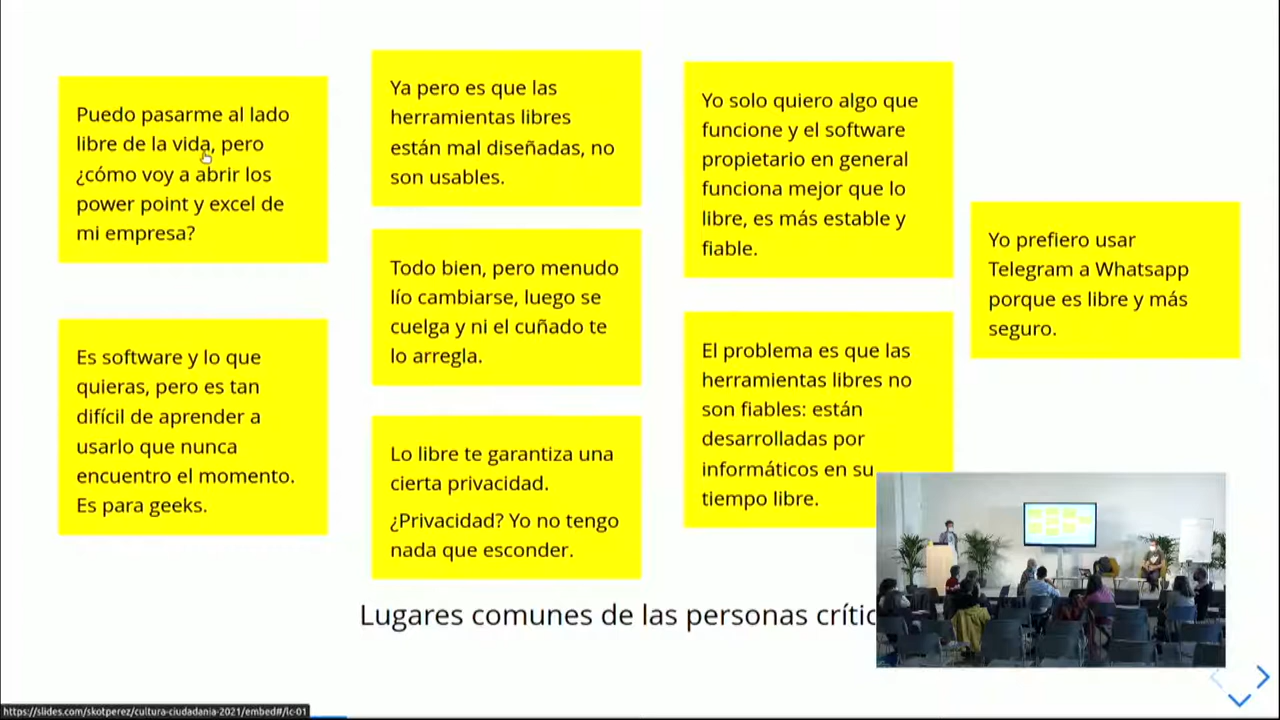 Puedo pasarme al lado
libre de la vida, pero
¿cómo voy a abrir los
power point y excel de
mi empresa?
Es software y lo que
quieras, pero es tan
difícil de aprender a
usarlo que nunca
encuentro el momento.
Es para geeks.
Ya pero es que las
herramientas libres
están mal diseñadas, no
son usables.
Todo bien, pero menudo
lío cambiarse, luego se
cuelga y ni el cuñado te
lo arregla.
Lo libre te garantiza una
cierta privacidad.
¿Privacidad? Yo no tengo
nada que esconder.
Yo solo quiero algo que
funcione y el software
propietario en general
funciona mejor que lo
libre, es más estable y
fiable.
El problema es que las
herramientas libres no
son fiables: están
desarrolladas por
informáticos en su
tiempo libre.
Yo prefiero usar
Telegram a Whatsapp
porque es libre y más
seguro.
Lugares comunes de las personas crític
https://slides.com/skotperez/cultura-ciudadania-2021/embed#/lc-01